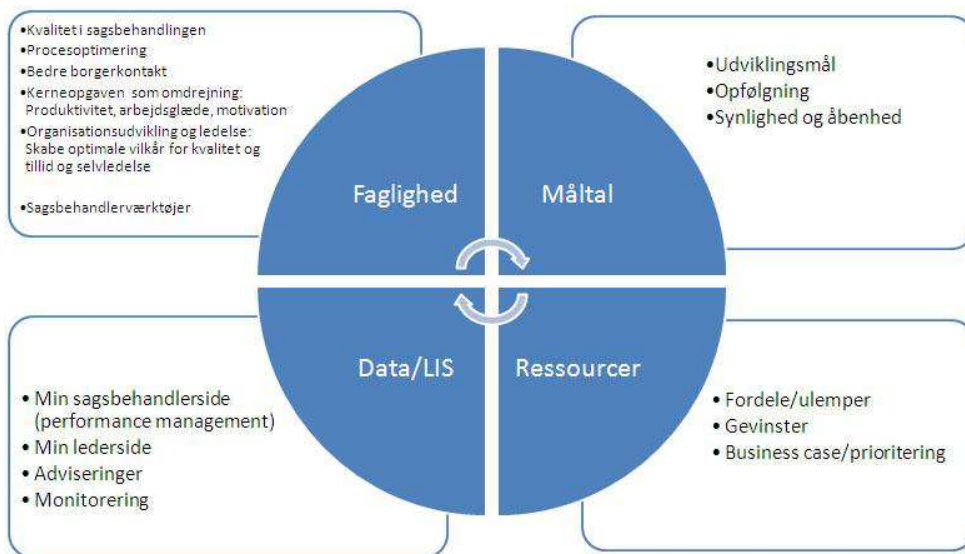 •Kvalitet i sagsbehandlingen
•Procesoptimering
•Bedre borgerkontakt
•Kerneopgaven som omdrejning:
Produktivitet, arbejdsglæde, motivation
•Organisationsudvikling og ledelse:
Skabe optimale vilkår for kvalitet og
tillid og selvledelse
•Sagsbehandlerværktøjer
Faglighed
Måltal
•Udviklingsmål
•Opfølgning
•Synlighed og åbenhed
Data/LIS
Ressourcer
• Min sagsbehandlerside
(performance management)
• Min lederside
• Adviseringer
• Monitorering
• Fordele/ulemper
• Gevinster
• Business case/prioritering